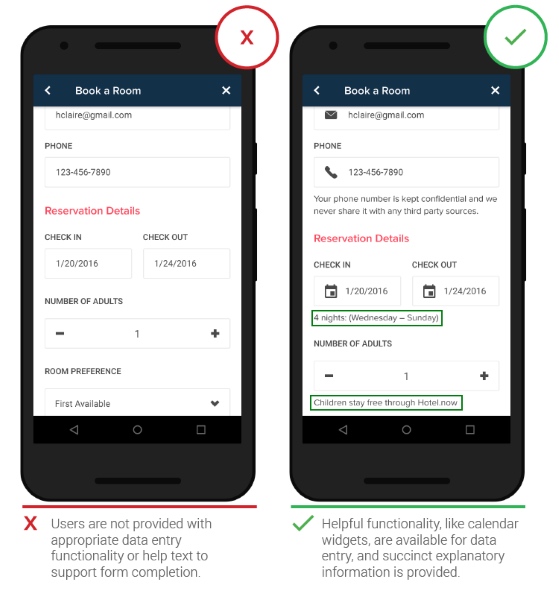 X
Book a Room
hclaire@gmail.com
PHONE
123-456-7890
Reservation Details
CHECK IN
CHECK OUT
1/20/2016
1/24/2016
NUMBER OF ADULTS
1
ROOM PREFERENCE
First Available
X Users are not provided with
appropriate data entry
functionality or help text to
support form completion.
Book a Room
hclaire@gmail.com
PHONE
123-456-7890
Your phone number is kept confidential and we
never share it with any third party sources.
Reservation Details
CHECK IN
CHECK OUT
1/20/2016
1/24/2016
4 nights: (Wednesday – Sunday)
NUMBER OF ADULTS
1
Children stay free through Hotel.now
Helpful functionality, like calendar
widgets, are available for data
entry, and succinct explanatory
information is provided.